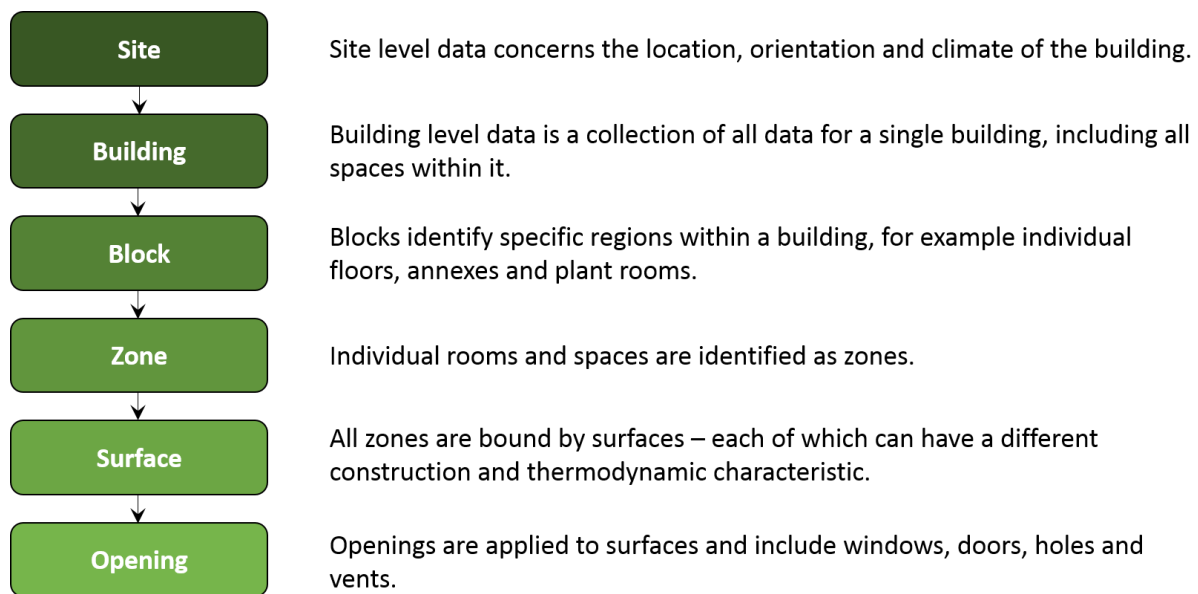 Site
Site level data concerns the location, orientation and climate of the building.
Building
Building level data is a collection of all data for a single building, including all
spaces within it.
Block
Blocks identify specific regions within a building, for example individual
floors, annexes and plant rooms.
Zone
Individual rooms and spaces are identified as zones.
Surface
All zones are bound by surfaces – each of which can have a different
construction and thermodynamic characteristic.
Opening
Openings are applied to surfaces and include windows, doors, holes and
vents.